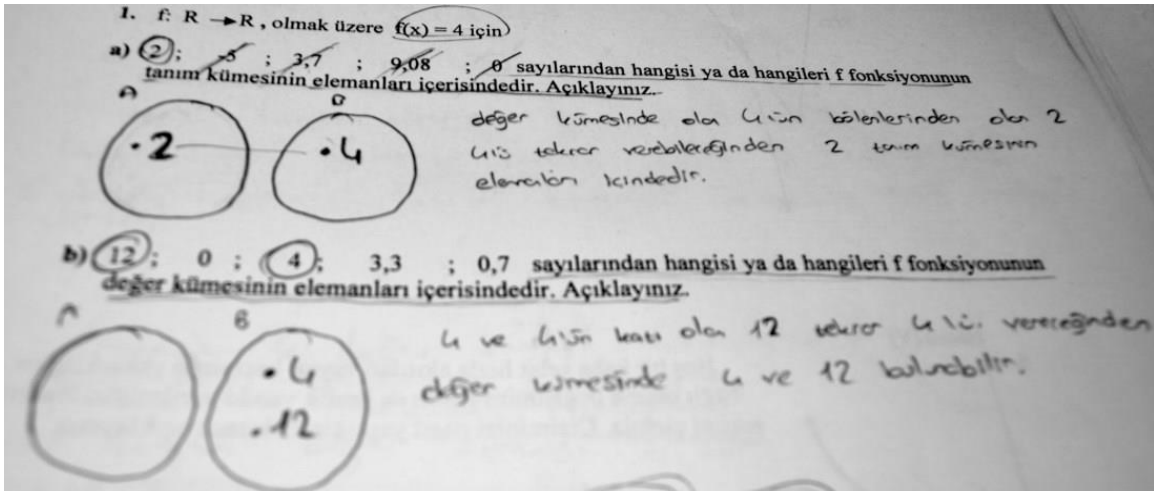 1. f: R →R , olmak üzere f(x) = 4 için
a) 2 ; -5 ; 3,7 ; 9,08 ; 0 sayılarından hangisi ya da hangileri f fonksiyonunun
tanım kümesinin elemanları içerisindedir. Açıklayınız.
A
. 2 . 4
değer kümesinde olan 4'ün bölenlerinden olan 2
tekrar verebileceğinden 2 tanım kümesinin
elemanları içindedir.
b) 12 ; 0 ; 4 ; 3,3 ; 0,7 sayılarından hangisi ya da hangileri f fonksiyonunun
değer kümesinin elemanları içerisindedir. Açıklayınız.
A B
. 4
. 12
4 ve 4'ün katı olan 12 tekrar 4'ü vereceğinden
değer kümesinde 4 ve 12 bulunabilir.